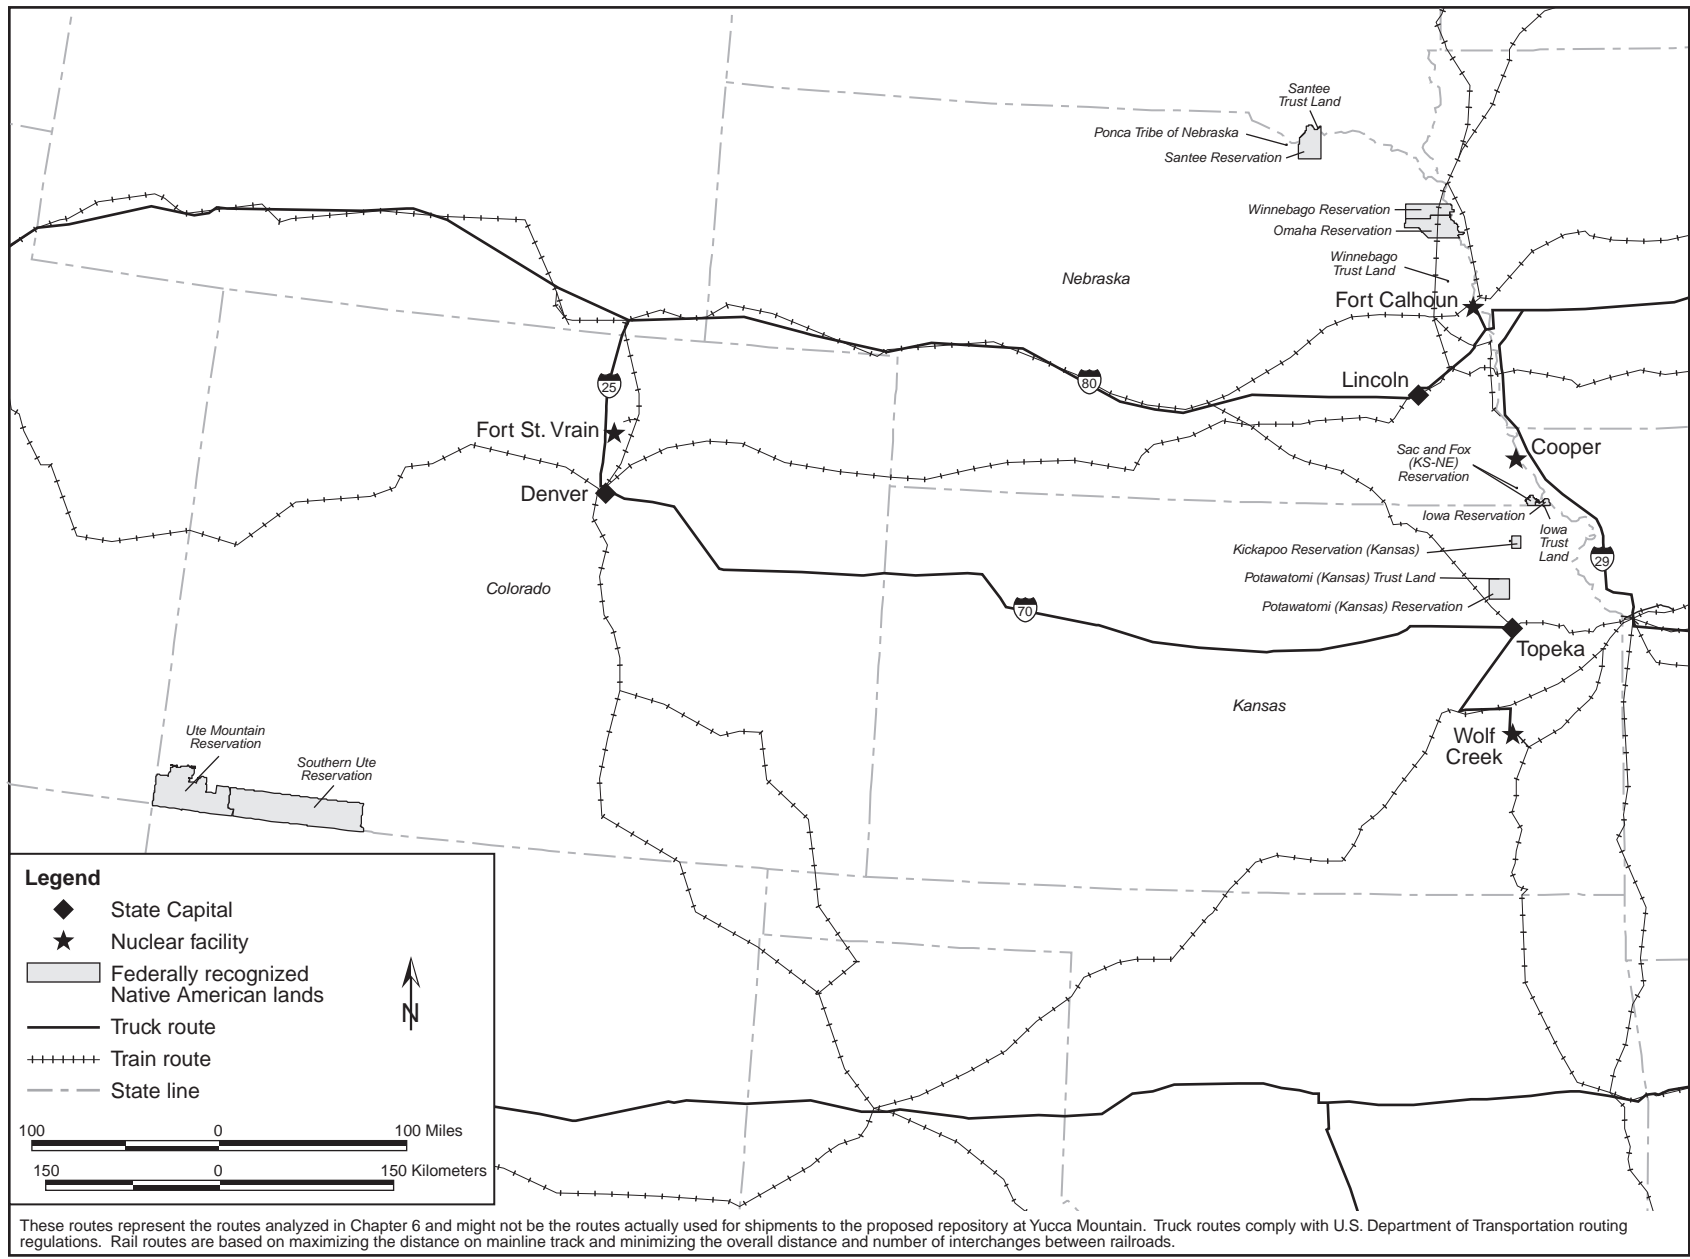 Santee
Trust Land
Ponca Tribe of Nebraska
Santee Reservation
Winnebago Reservation
Omaha Reservation
Winnebago
Trust Land
Nebraska
Fort Calhoun
Lincoln
80
25
Fort St. Vrain
Denver
Cooper
Sac and Fox
(KS-NE)
Reservation
Iowa Reservation
Iowa
Trust
Land
Kickapoo Reservation (Kansas)
29
Potawatomi (Kansas) Trust Land
Potawatomi (Kansas) Reservation
Colorado
70
Topeka
Kansas
Wolf
Creek
Ute Mountain
Reservation
Southern Ute
Reservation
Legend
State Capital
Nuclear facility
Federally recognized
Native American lands
Truck route
Train route
State line
N
100 0 100 Miles
150 0 150 Kilometers
These routes represent the routes analyzed in Chapter 6 and might not be the routes actually used for shipments to the proposed repository at Yucca Mountain. Truck routes comply with U.S. Department of Transportation routing
regulations. Rail routes are based on maximizing the distance on mainline track and minimizing the overall distance and number of interchanges between railroads.